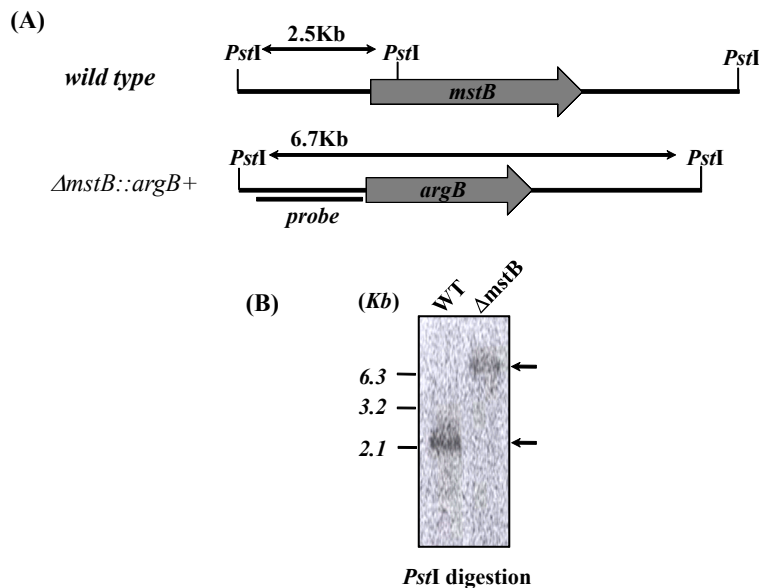 (A)
2.5Kb
PstI PstI PstI
wild type
mstB
6.7Kb
PstI PstI
ΔmstB::argB+
argB
probe
(B)
(Kb) WT ΔmstB
6.3
3.2
2.1
PstI digestion